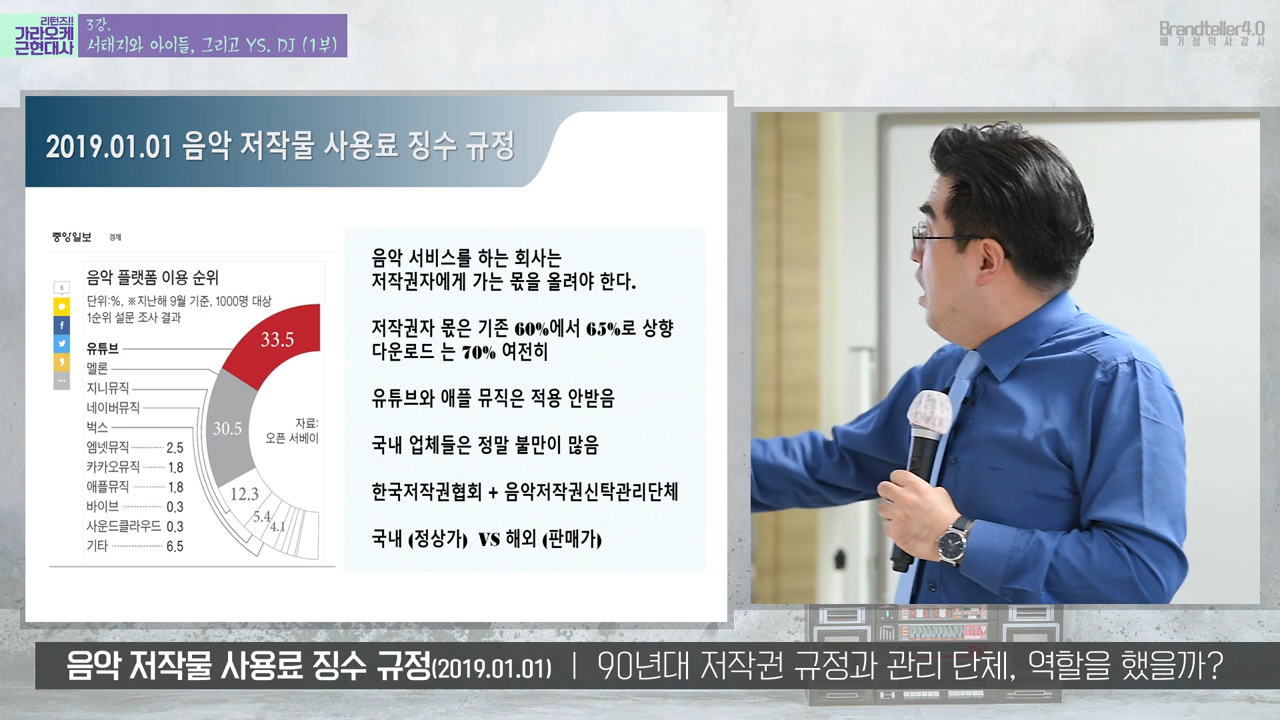 리턴즈!!
가라오케
근현대사
3강.
서태지와 아이들, 그리고 YS. DJ (1부)
Brandteller4.0
배기성역사강사
2019.01.01 음악 저작물 사용료 징수 규정
중앙일보 경제
음악 플랫폼 이용 순위
단위:%, ※지난해 9월 기준, 1000명 대상
1순위 설문 조사 결과
6
유튜브
멜론
지니뮤직
네이버뮤직
벅스
엠넷뮤직 2.5
카카오뮤직 1.8
애플뮤직 1.8
바이브 0.3
사운드클라우드 0.3
기타 6.5
33.5
30.5
12.3
5.4
4.1
자료:
오픈 서베이
음악 서비스를 하는 회사는
저작권자에게 가는 몫을 올려야 한다.
저작권자 몫은 기존 60%에서 65%로 상향
다운로드 는 70% 여전히
유튜브와 애플 뮤직은 적용 안받음
국내 업체들은 정말 불만이 많음
한국저작권협회 + 음악저작권신탁관리단체
국내 (정상가) VS 해외 (판매가)
음악 저작물 사용료 징수 규정(2019.01.01) | 90년대 저작권 규정과 관리 단체, 역할을 했을까?